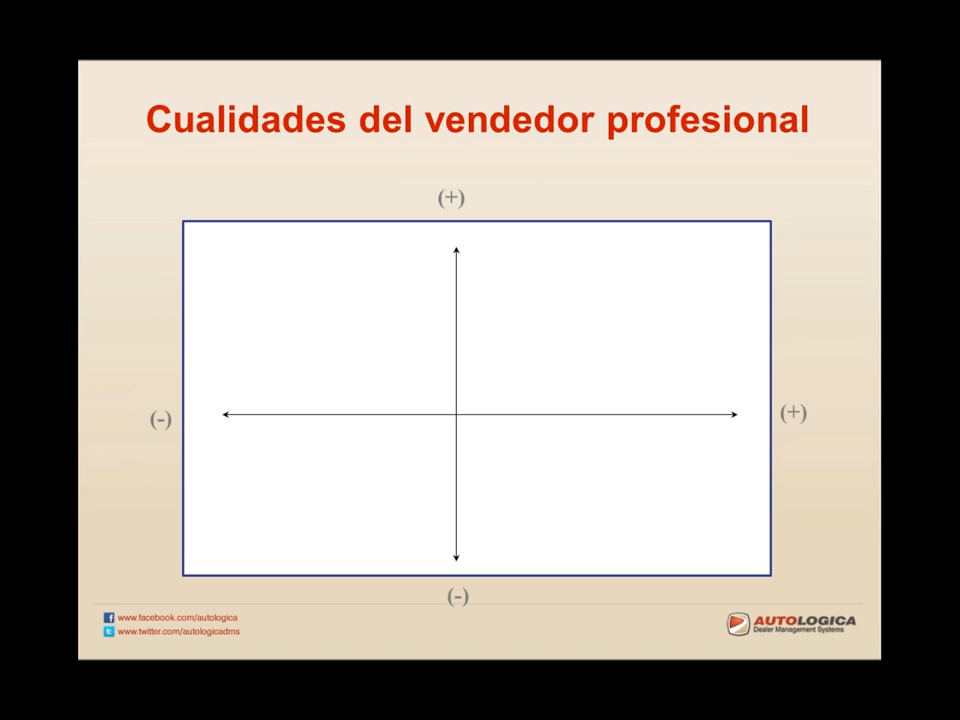 Cualidades del vendedor profesional
(+)
(-)
(+)
(-)
www.facebook.com/autologica
www.twitter.com/autologicadms
AUTOLOGICA
Dealer Management Systems